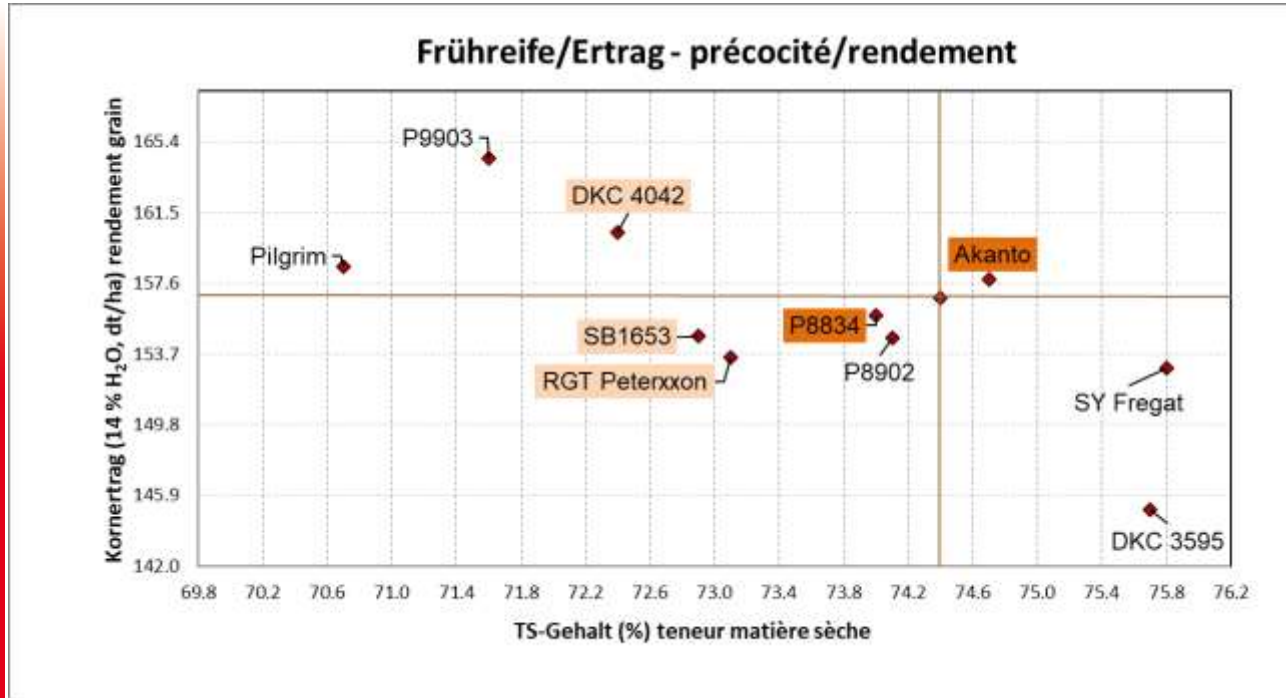 Frühreife/Ertrag - précocité/rendement
Kornertrag (14 % H₂O, dt/ha) rendement grain
165.4
161.5
157.6
153.7
149.8
145.9
142.0
P9903
DKC 4042
Pilgrim
Akanto
SB1653
P8834
RGT Peterxxon
P8902
SY Fregat
DKC 3595
69.8 70.2 70.6 71.0 71.4 71.8 72.2 72.6 73.0 73.4 73.8 74.2 74.6 75.0 75.4 75.8 76.2
TS-Gehalt (%) teneur matière sèche